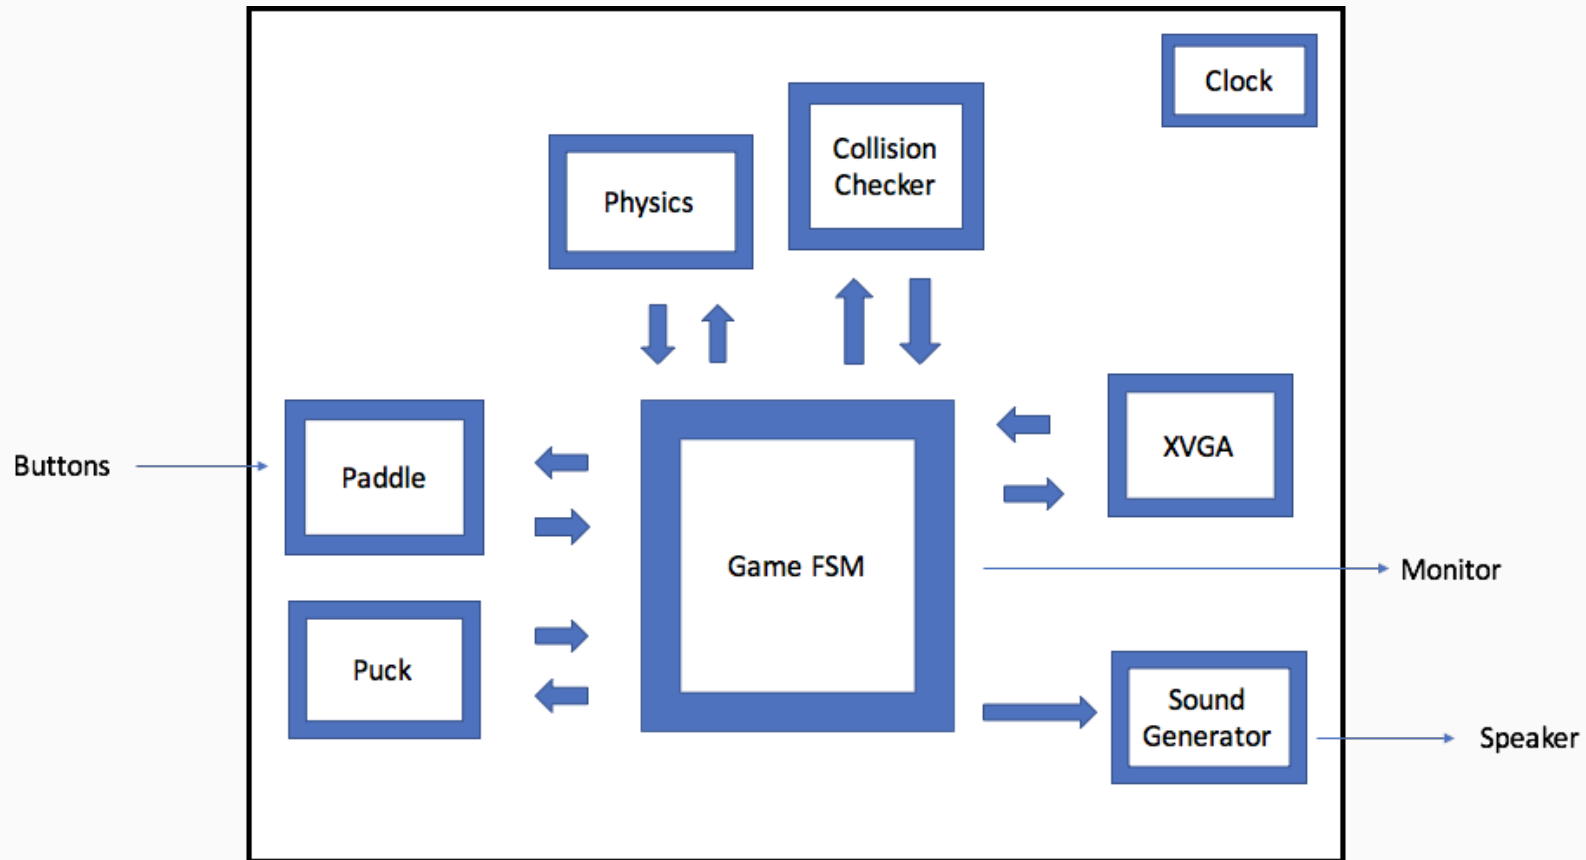 Clock
Collision
Checker
Physics
XVGA
Buttons
Paddle
Game FSM
Monitor
Puck
Sound
Generator
Speaker